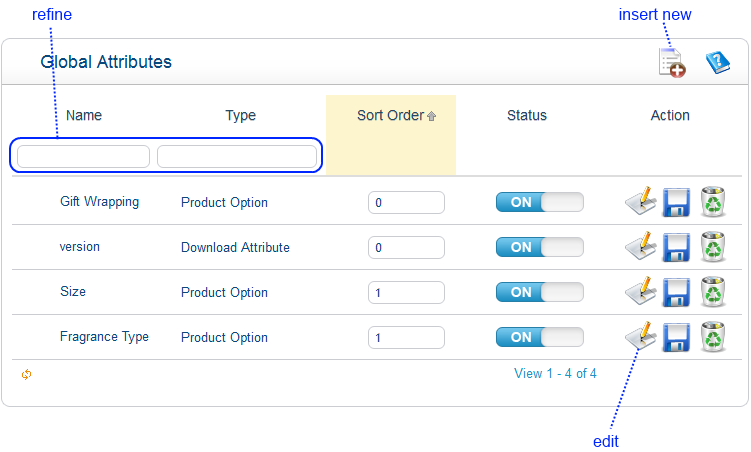 refine insert new
Global Attributes
Name Type Sort Order Status Action
Gift Wrapping Product Option 0 ON
version Download Attribute 0 ON
Size Product Option 1 ON
Fragrance Type Product Option 1 ON
View 1 - 4 of 4
edit